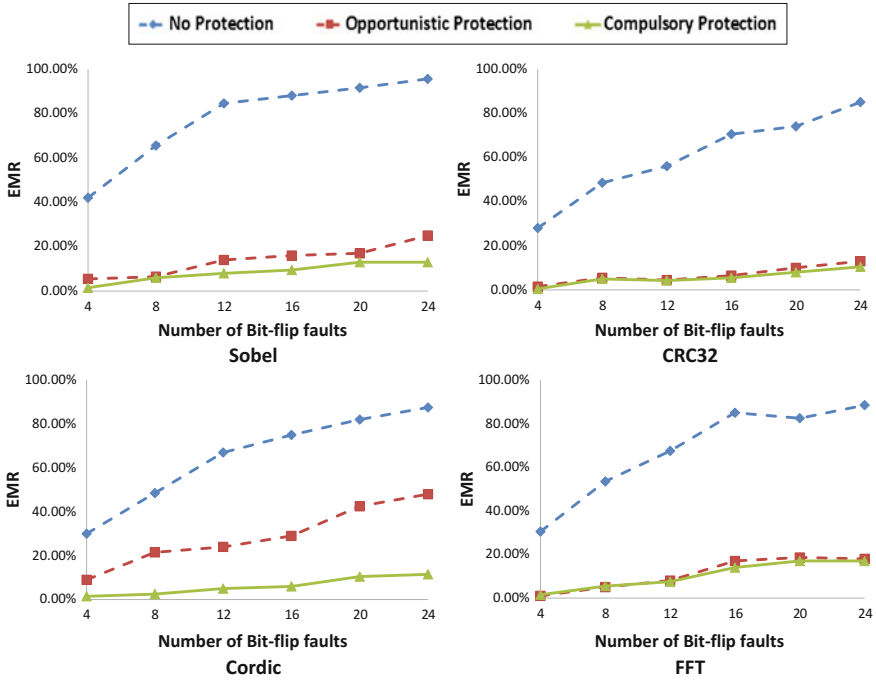 No Protection Opportunistic Protection Compulsory Protection
100.00%
80.00%
60.00%
40.00%
20.00%
0.00%
EMR
4 8 12 16 20 24
Number of Bit-flip faults
Sobel
100.00%
80.00%
60.00%
40.00%
20.00%
0.00%
EMR
4 8 12 16 20 24
Number of Bit-flip faults
CRC32
100.00%
80.00%
60.00%
40.00%
20.00%
0.00%
EMR
4 8 12 16 20 24
Number of Bit-flip faults
Cordic
100.00%
80.00%
60.00%
40.00%
20.00%
0.00%
EMR
4 8 12 16 20 24
Number of Bit-flip faults
FFT